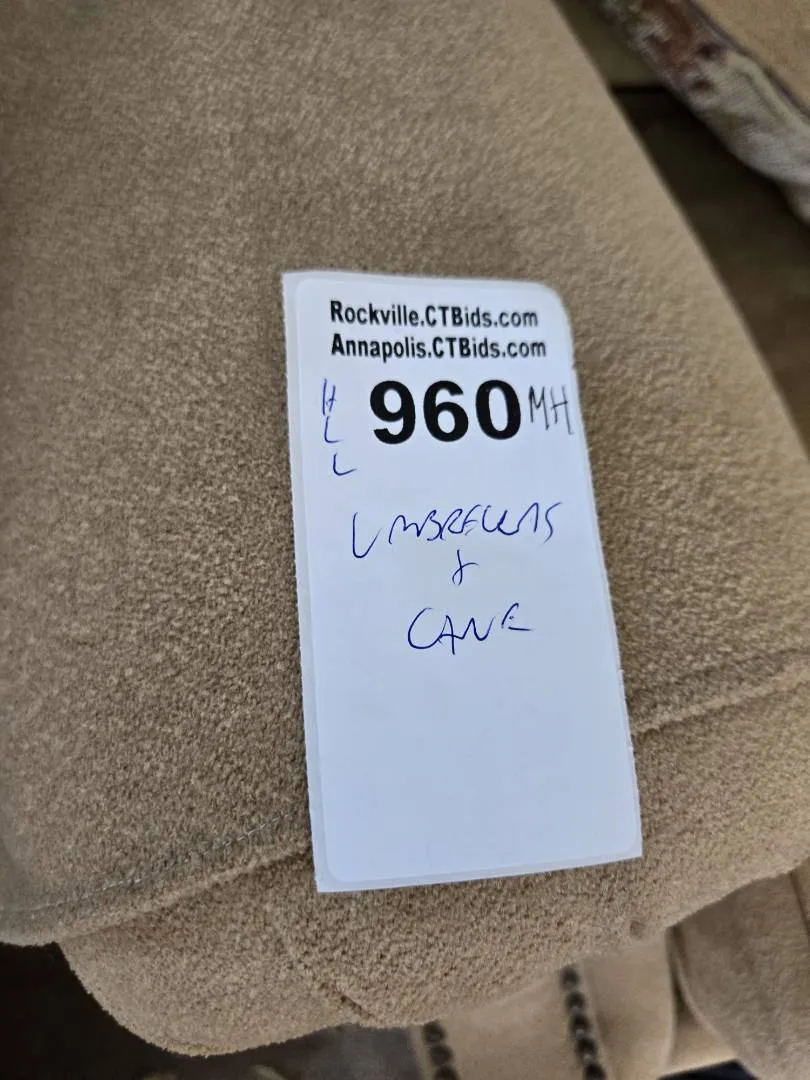 Rockville.CTBids.com
Annapolis.CTBids.com
H
L
L
960 MH
UMBRELLAS
+
CANE